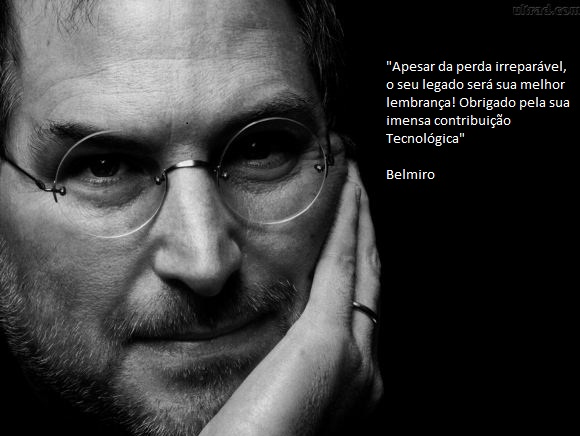 ultrad.com
"Apesar da perda irreparável,
o seu legado será sua melhor
lembrança! Obrigado pela sua
imensa contribuição
Tecnológica"
Belmiro